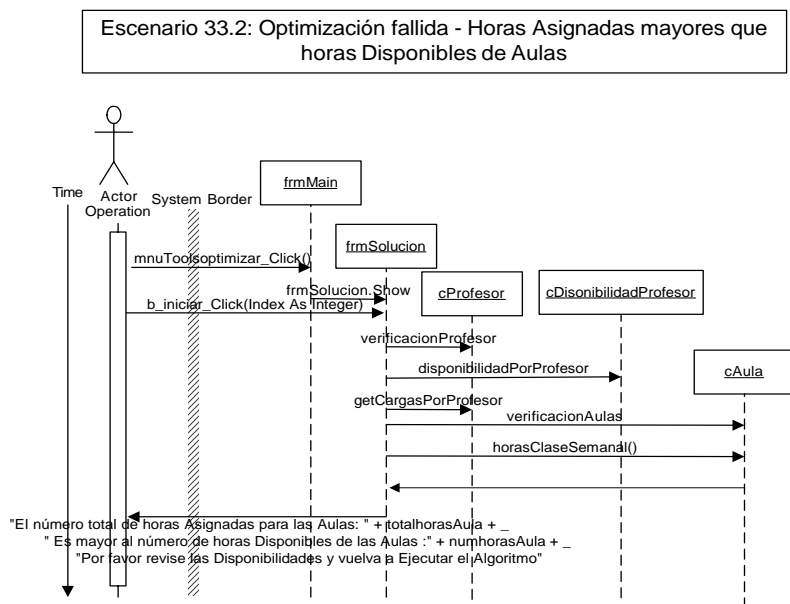 Escenario 33.2: Optimización fallida - Horas Asignadas mayores que
horas Disponibles de Aulas
Time
Actor
Operation
System Border
frmMain
frmSolucion
cProfesor
cDisonibilidadProfesor
cAula
mnuToolsoptimizar_Click()
frmSolucion.Show
b_iniciar_Click(Index As Integer)
verificacionProfesor
disponibilidadPorProfesor
getCargasPorProfesor
verificacionAulas
horasClaseSemanal()
"El número total de horas Asignadas para las Aulas: " + totalhorasAula + _
" Es mayor al número de horas Disponibles de las Aulas :" + numhorasAula + _
"Por favor revise las Disponibilidades y vuelva a Ejecutar el Algoritmo"